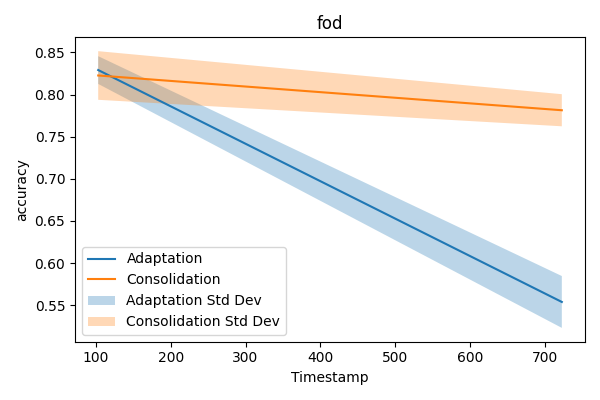 fod
accuracy
0.85
0.80
0.75
0.70
0.65
0.60
0.55
Adaptation
Consolidation
Adaptation Std Dev
Consolidation Std Dev
100 200 300 400 500 600 700
Timestamp